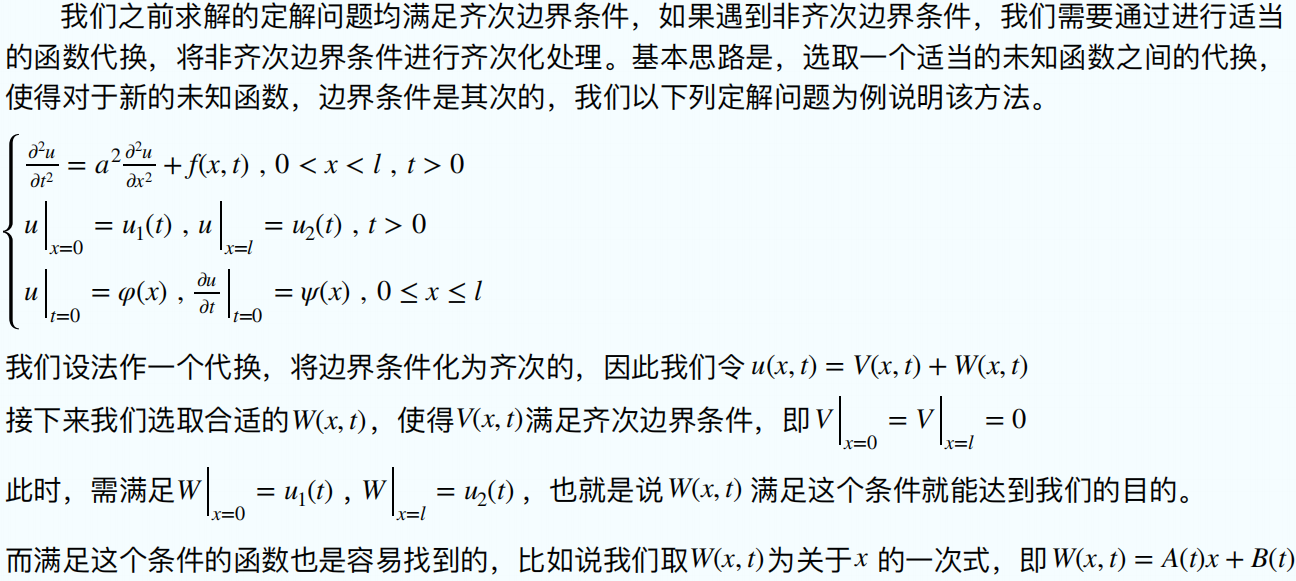 我们之前求解的定解问题均满足齐次边界条件，如果遇到非齐次边界条件，我们需要通过进行适当
的函数代换，将非齐次边界条件进行齐次化处理。基本思路是，选取一个适当的未知函数之间的代换，
使得对于新的未知函数，边界条件是其次的，我们以下列定解问题为例说明该方法。
∂²u/∂t² = a² ∂²u/∂x² + f(x, t) , 0 < x < l , t > 0
u|ₓ₌₀ = u₁(t) , u|ₓ₌ₗ = u₂(t) , t > 0
u|ₜ₌₀ = φ(x) , ∂u/∂t|ₜ₌₀ = ψ(x) , 0 ≤ x ≤ l
我们设法作一个代换，将边界条件化为齐次的，因此我们令 u(x, t) = V(x, t) + W(x, t)
接下来我们选取合适的W(x, t)，使得V(x, t)满足齐次边界条件，即 V|ₓ₌₀ = V|ₓ₌ₗ = 0
此时，需满足W|ₓ₌₀ = u₁(t) , W|ₓ₌ₗ = u₂(t) ，也就是说 W(x, t) 满足这个条件就能达到我们的目的。
而满足这个条件的函数也是容易找到的，比如说我们取W(x, t)为关于x 的一次式，即 W(x, t) = A(t)x + B(t)